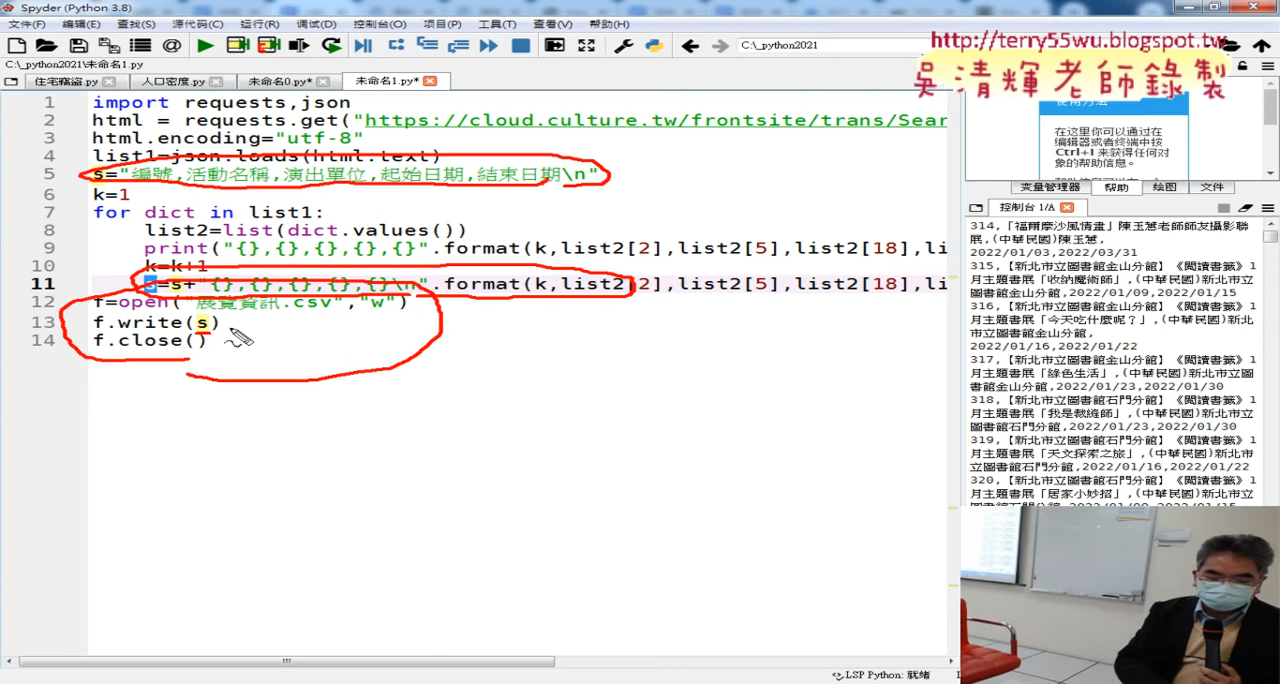 Spyder (Python 3.8)
文件(F) 编辑(E) 查找(S) 源代码(C) 运行(R) 调试(D) 控制台(O) 项目(P) 工具(T) 查看(V) 帮助(H)
C:\_python2021
http://terry55wu.blogspot.tw
吳清輝老師錄製
C:\_python2021\未命名1.py
住宅竊盜.py 人口密度.py 未命名0.py* 未命名1.py*
1 import requests,json
2 html = requests.get("https://cloud.culture.tw/frontsite/trans/Sear
3 html.encoding="utf-8"
4 list1=json.loads(html.text)
5 s="編號,活動名稱,演出單位,起始日期,結束日期\n"
6 k=1
7 for dict in list1:
8 list2=list(dict.values())
9 print("{},{},{},{},{}".format(k,list2[2],list2[5],list2[18],li
10 k=k+1
11 s=s+"{},{},{},{},{}\n".format(k,list2[2],list2[5],list2[18],li
12 f=open("展覽資訊.csv","w")
13 f.write(s)
14 f.close()
使用方法
在这里你可以通过在
编辑器或者终端中按
Ctrl+I 来获得任何对
象的帮助信息。
变量管理器 帮助 绘图 文件
控制台 1/A
314,「福爾摩沙風情畫」陳玉慧老師師友攝影聯
展,(中華民國)陳玉慧,
2022/01/03,2022/03/31
315,【新北市立圖書館金山分館】《閱讀書籤》1
月主題書展「收納魔術師」,(中華民國)新北市立
圖書館金山分館,2022/01/09,2022/01/15
316,【新北市立圖書館金山分館】《閱讀書籤》1
月主題書展「今天吃什麼呢？」,(中華民國)新北
市立圖書館金山分館,
2022/01/16,2022/01/22
317,【新北市立圖書館金山分館】《閱讀書籤》1
月主題書展「綠色生活」,(中華民國)新北市立圖
書館金山分館,2022/01/23,2022/01/30
318,【新北市立圖書館石門分館】《閱讀書籤》1
月主題書展「我是裁縫師」,(中華民國)新北市立
圖書館石門分館,2022/01/23,2022/01/30
319,【新北市立圖書館石門分館】《閱讀書籤》1
月主題書展「天文探索之旅」,(中華民國)新北市
立圖書館石門分館,2022/01/16,2022/01/22
320,【新北市立圖書館石門分館】《閱讀書籤》1
月主題書展「居家小妙招」,(中華民國)新北市立
LSP Python: 就绪